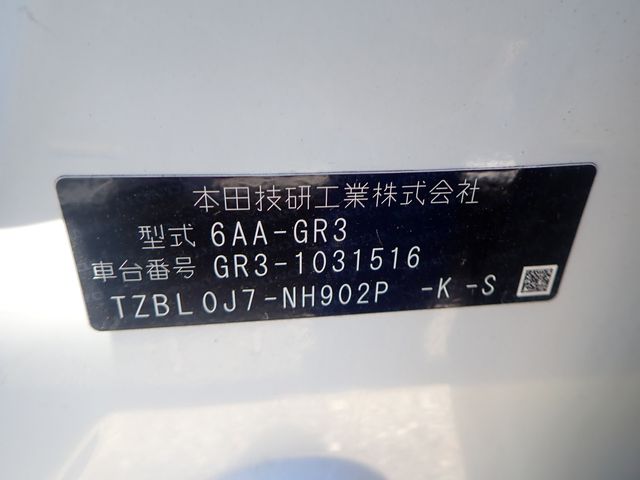 本田技研工業株式会社
型式 6AA-GR3
車台番号 GR3-1031516
TZBL0J7-NH902P -K -S